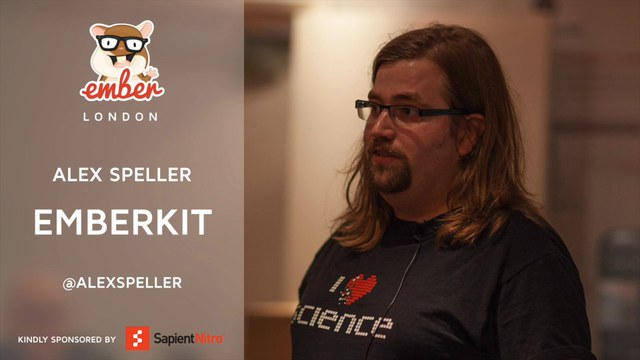 ember
LONDON
ALEX SPELLER
EMBERKIT
@ALEXSPELLER
KINDLY SPONSORED BY SapientNitro
I
science